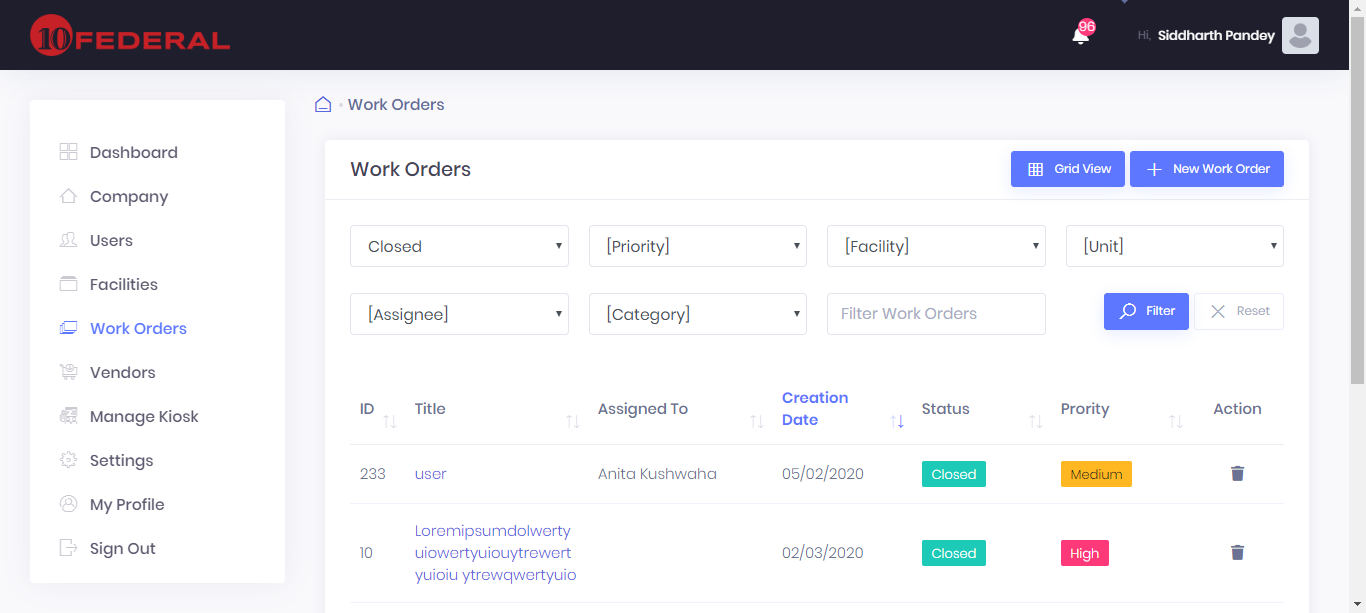 10 FEDERAL
96
Hi, Siddharth Pandey
Work Orders
Dashboard
Company
Users
Facilities
Work Orders
Vendors
Manage Kiosk
Settings
My Profile
Sign Out
Work Orders
Grid View
New Work Order
Closed
[Priority]
[Facility]
[Unit]
[Assignee]
[Category]
Filter Work Orders
Filter
Reset
ID
Title
Assigned To
Creation
Date
Status
Prority
Action
233
user
Anita Kushwaha
05/02/2020
Closed
Medium
10
Loremipsumdolwerty
uiowertyuiouytrewert
yuioiu ytrewqwertyuio
02/03/2020
Closed
High